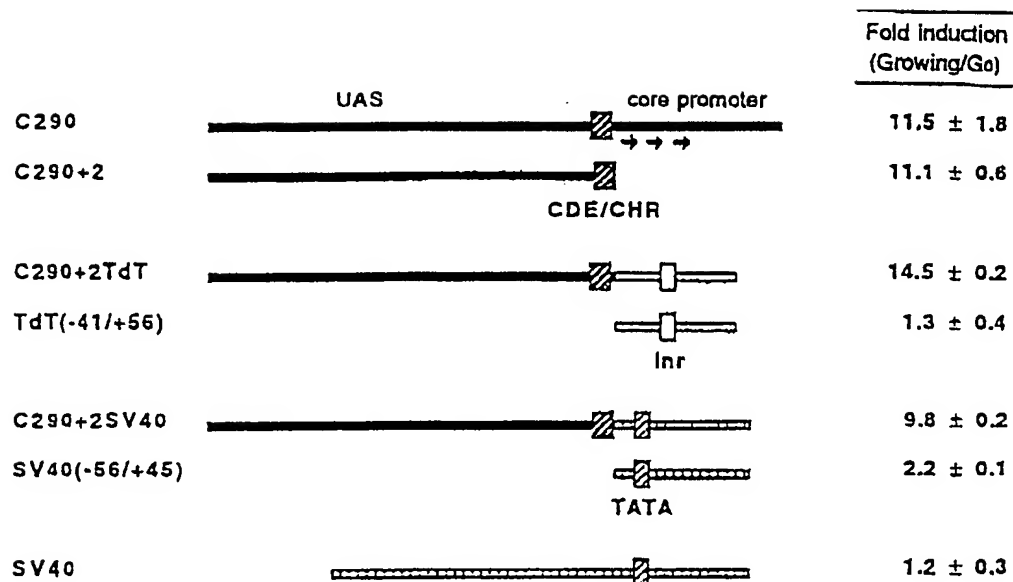 Fold induction
(Growing/G0)
UAS core promoter
C290 11.5 ± 1.8
C290+2 11.1 ± 0.6
CDE/CHR
C290+2TdT 14.5 ± 0.2
TdT(-41/+56) 1.3 ± 0.4
Inr
C290+2SV40 9.8 ± 0.2
SV40(-56/+45) 2.2 ± 0.1
TATA
SV40 1.2 ± 0.3